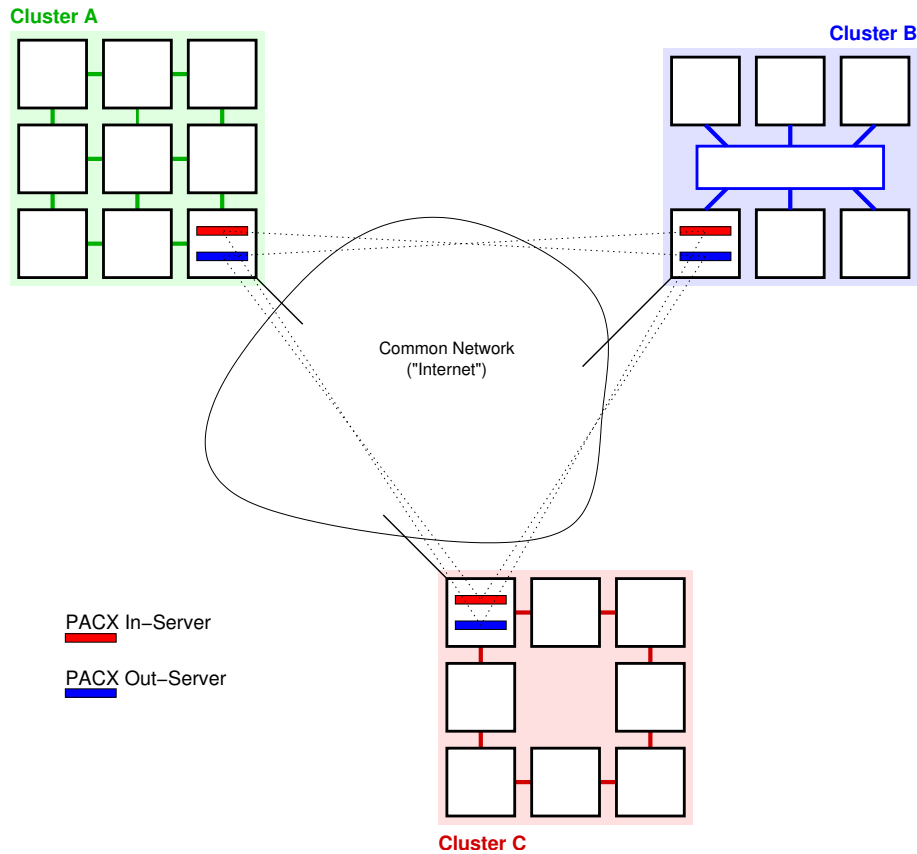 Cluster A
Cluster B
Common Network
("Internet")
PACX In−Server
PACX Out−Server
Cluster C